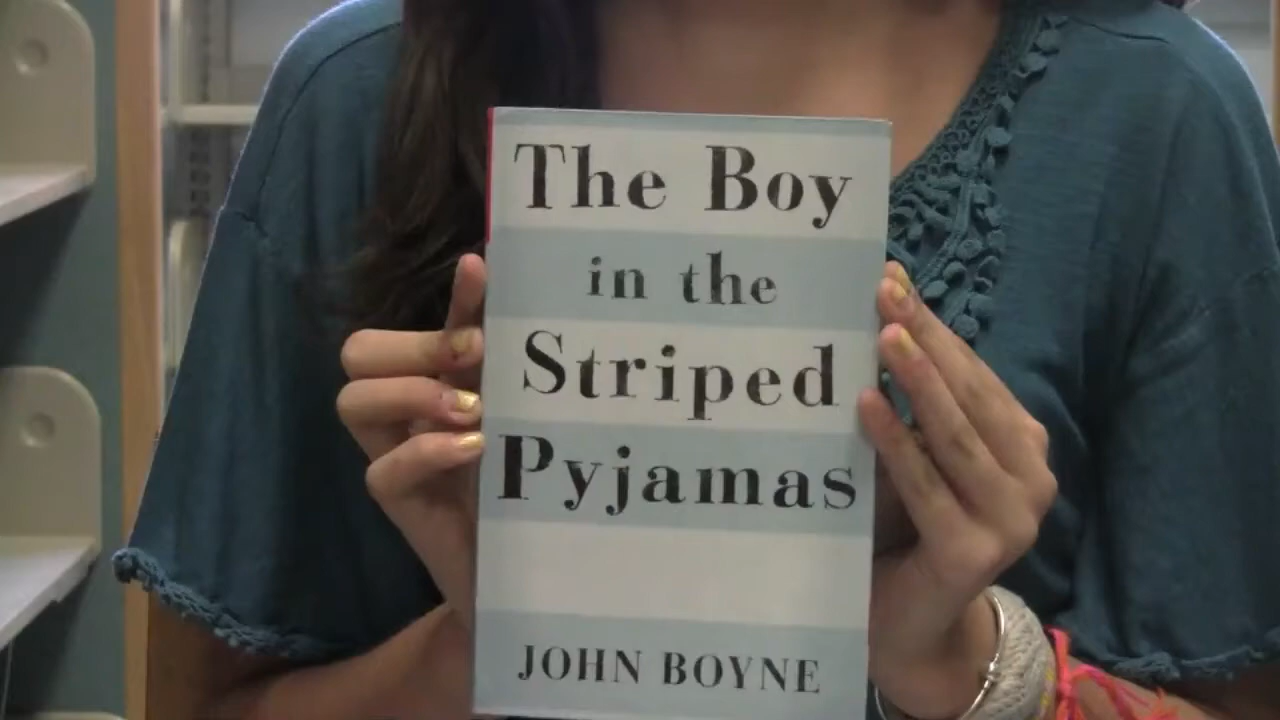 The Boy
in the
Striped
Pyjamas
JOHN BOYNE